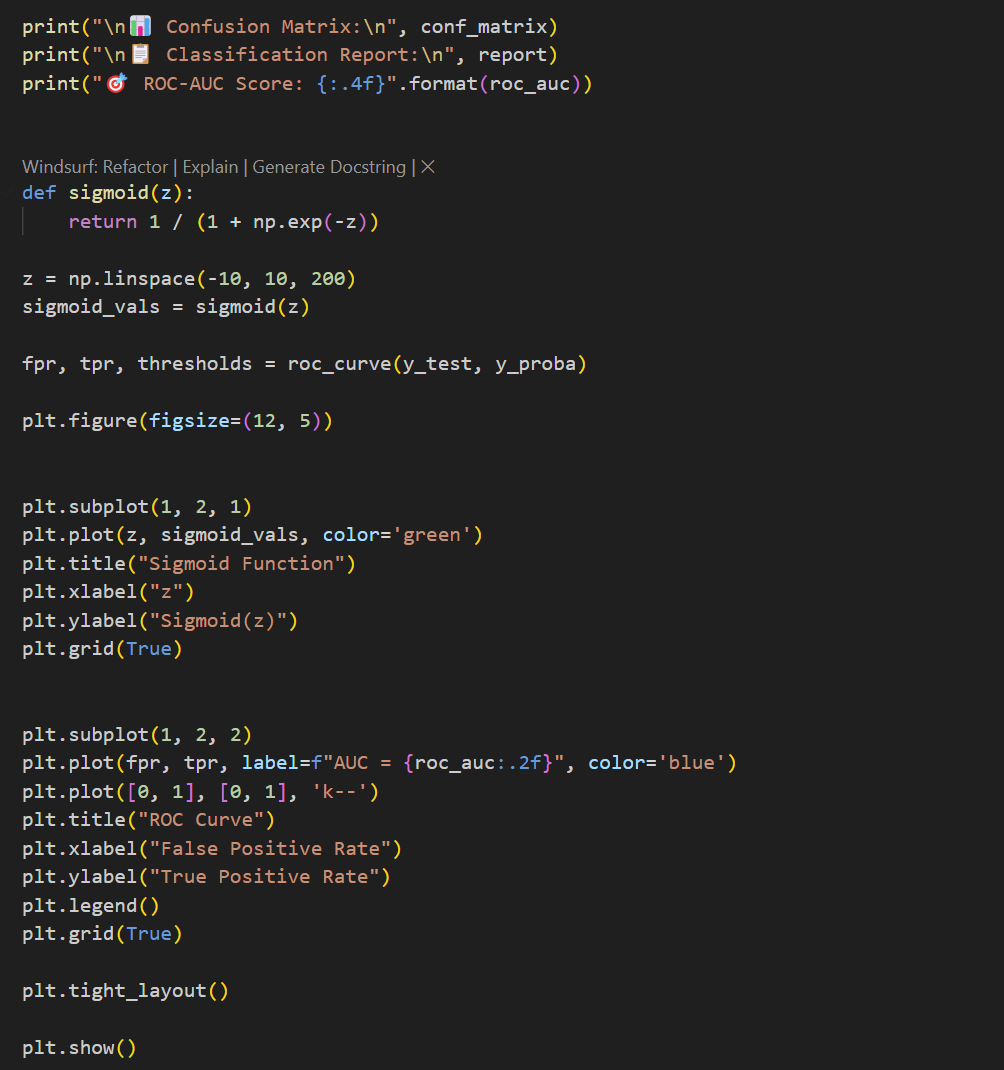 print("\n📊 Confusion Matrix:\n", conf_matrix)
print("\n📋 Classification Report:\n", report)
print("🎯 ROC-AUC Score: {:.4f}".format(roc_auc))
Windsurf: Refactor | Explain | Generate Docstring | ✕
def sigmoid(z):
    return 1 / (1 + np.exp(-z))
z = np.linspace(-10, 10, 200)
sigmoid_vals = sigmoid(z)
fpr, tpr, thresholds = roc_curve(y_test, y_proba)
plt.figure(figsize=(12, 5))
plt.subplot(1, 2, 1)
plt.plot(z, sigmoid_vals, color='green')
plt.title("Sigmoid Function")
plt.xlabel("z")
plt.ylabel("Sigmoid(z)")
plt.grid(True)
plt.subplot(1, 2, 2)
plt.plot(fpr, tpr, label=f"AUC = {roc_auc:.2f}", color='blue')
plt.plot([0, 1], [0, 1], 'k--')
plt.title("ROC Curve")
plt.xlabel("False Positive Rate")
plt.ylabel("True Positive Rate")
plt.legend()
plt.grid(True)
plt.tight_layout()
plt.show()